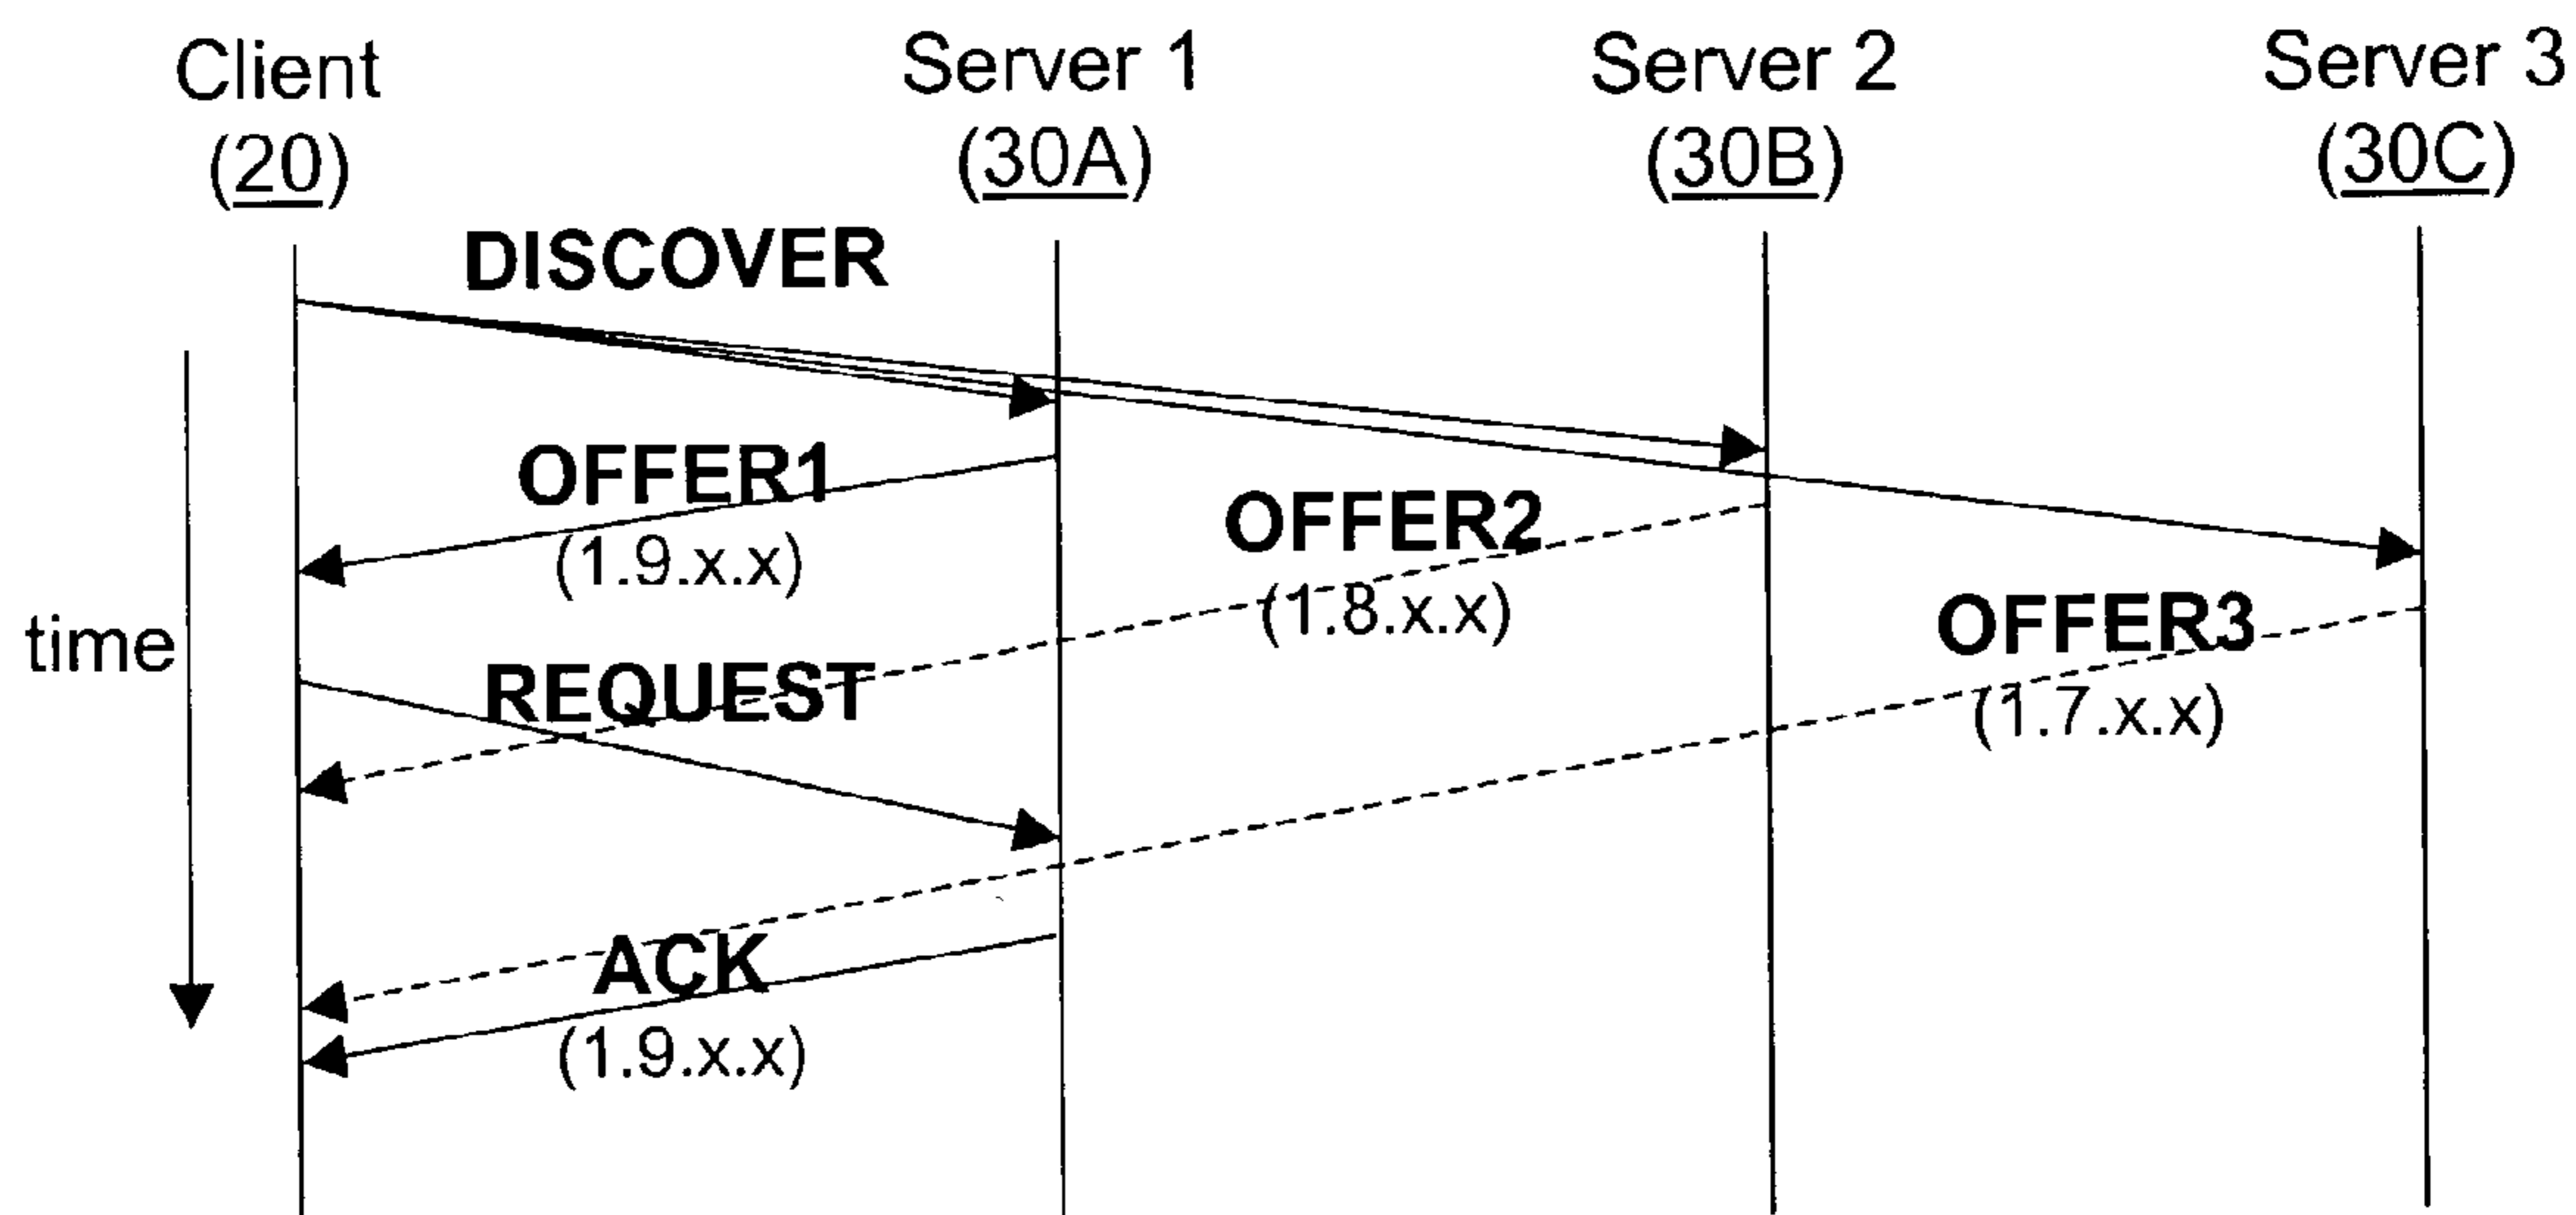 Client
(20)
Server 1
(30A)
Server 2
(30B)
Server 3
(30C)
DISCOVER
OFFER1
(1.9.x.x)
OFFER2
(1.8.x.x)
OFFER3
(1.7.x.x)
time
REQUEST
ACK
(1.9.x.x)